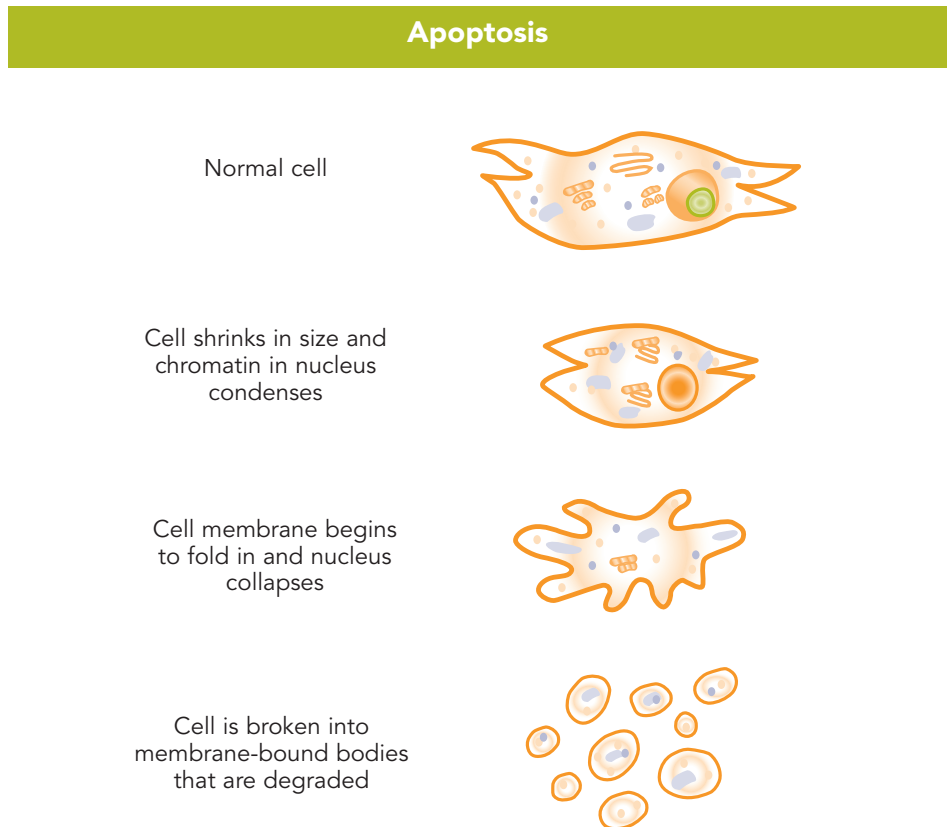 Apoptosis
Normal cell
Cell shrinks in size and
chromatin in nucleus
condenses
Cell membrane begins
to fold in and nucleus
collapses
Cell is broken into
membrane-bound bodies
that are degraded